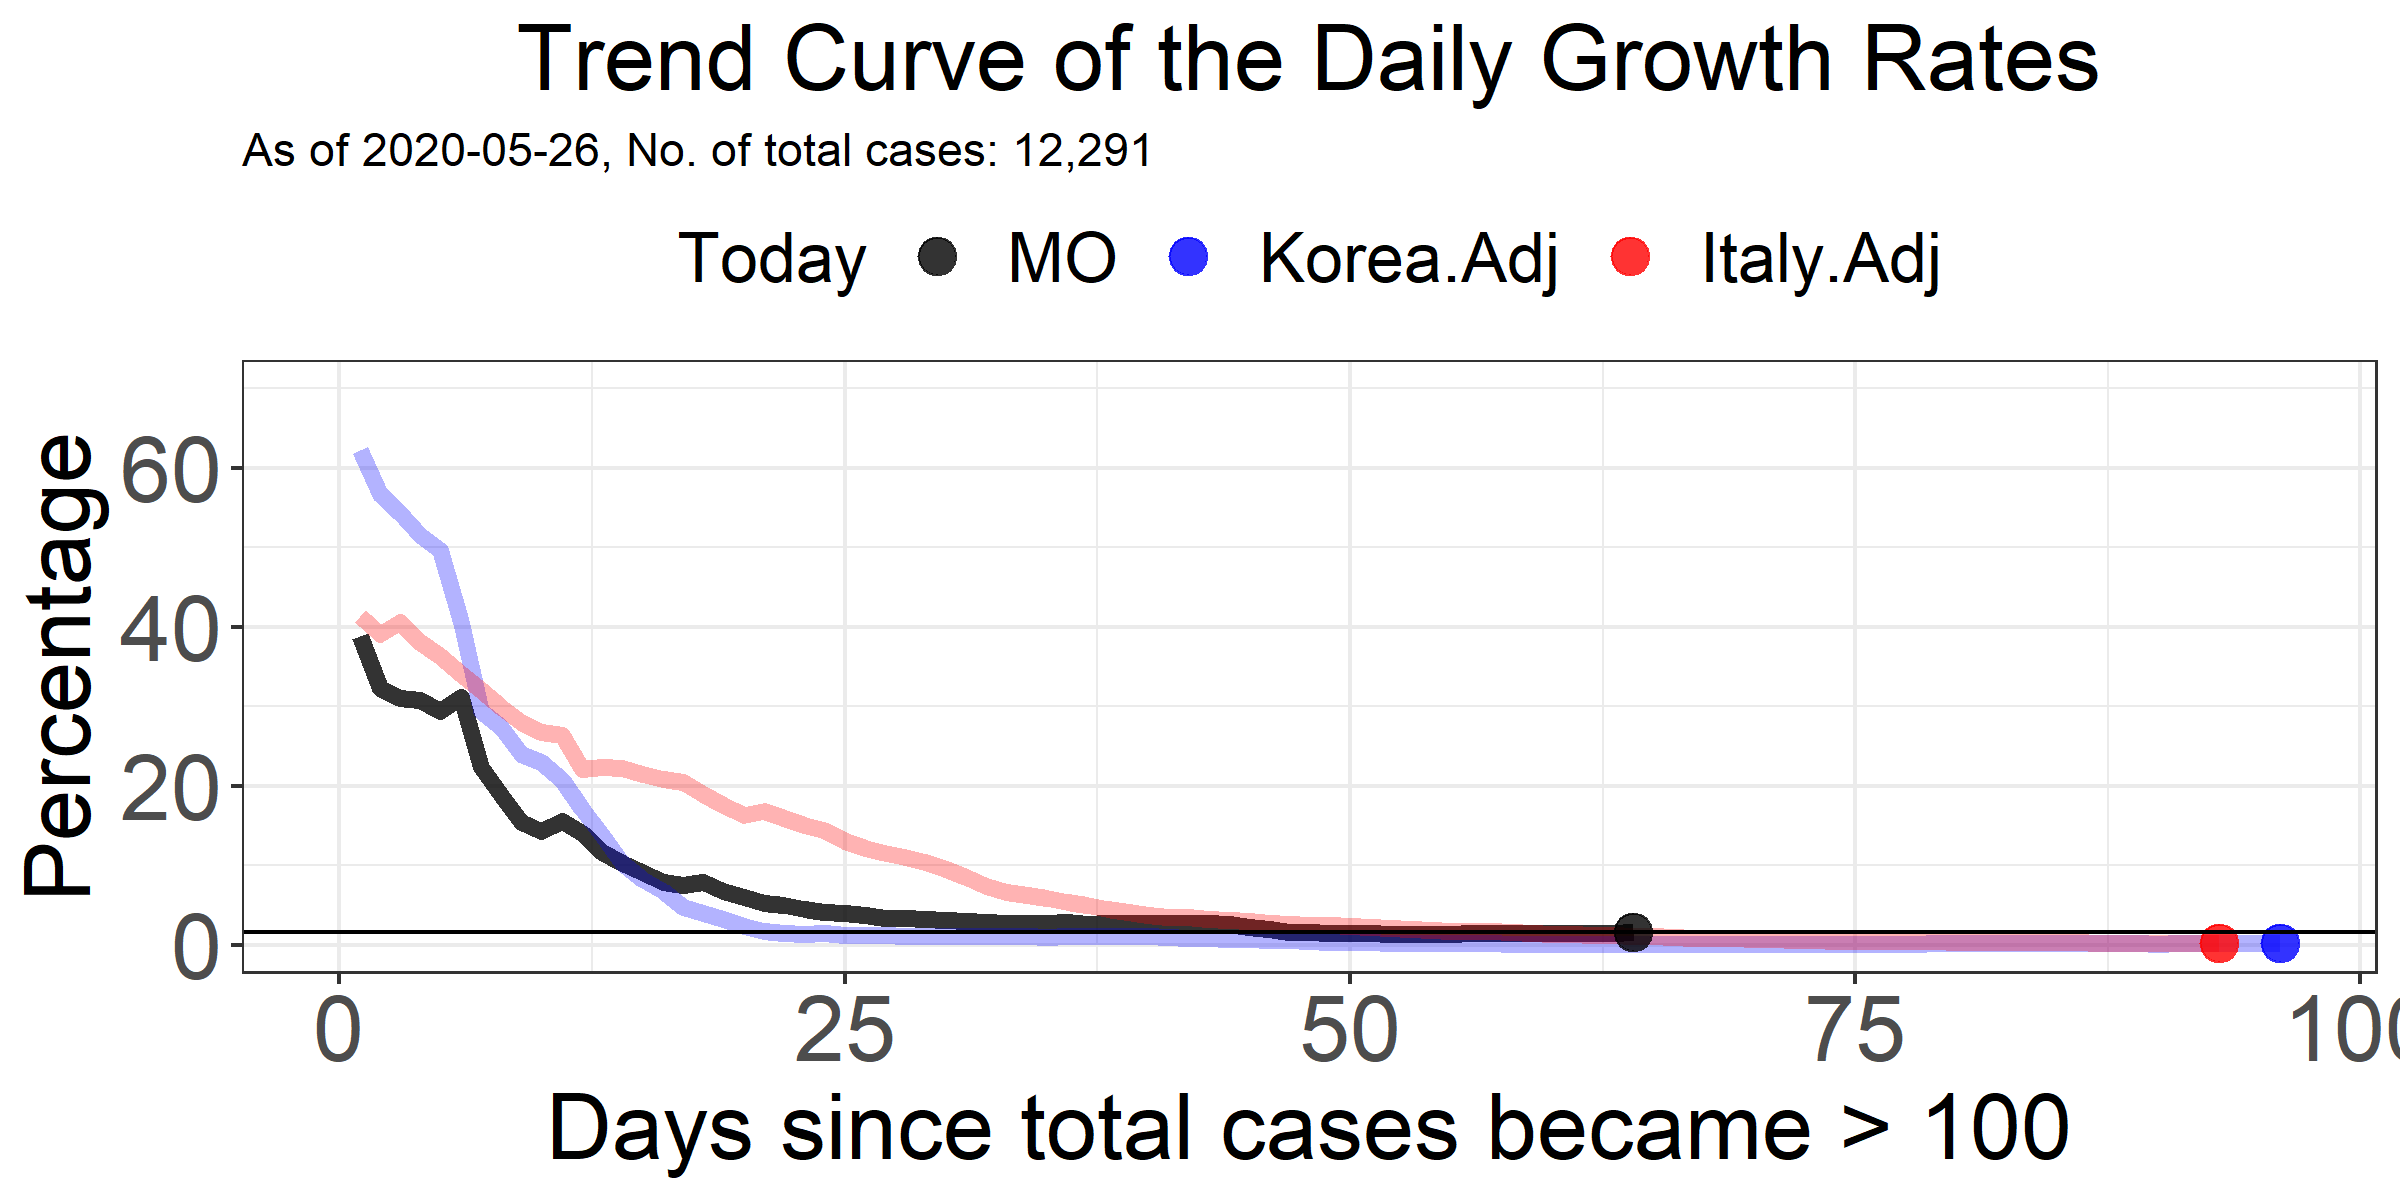 Trend Curve of the Daily Growth Rates
As of 2020-05-26, No. of total cases: 12,291
Today MO Korea.Adj Italy.Adj
Percentage
60
40
20
0
0 25 50 75 100
Days since total cases became > 100